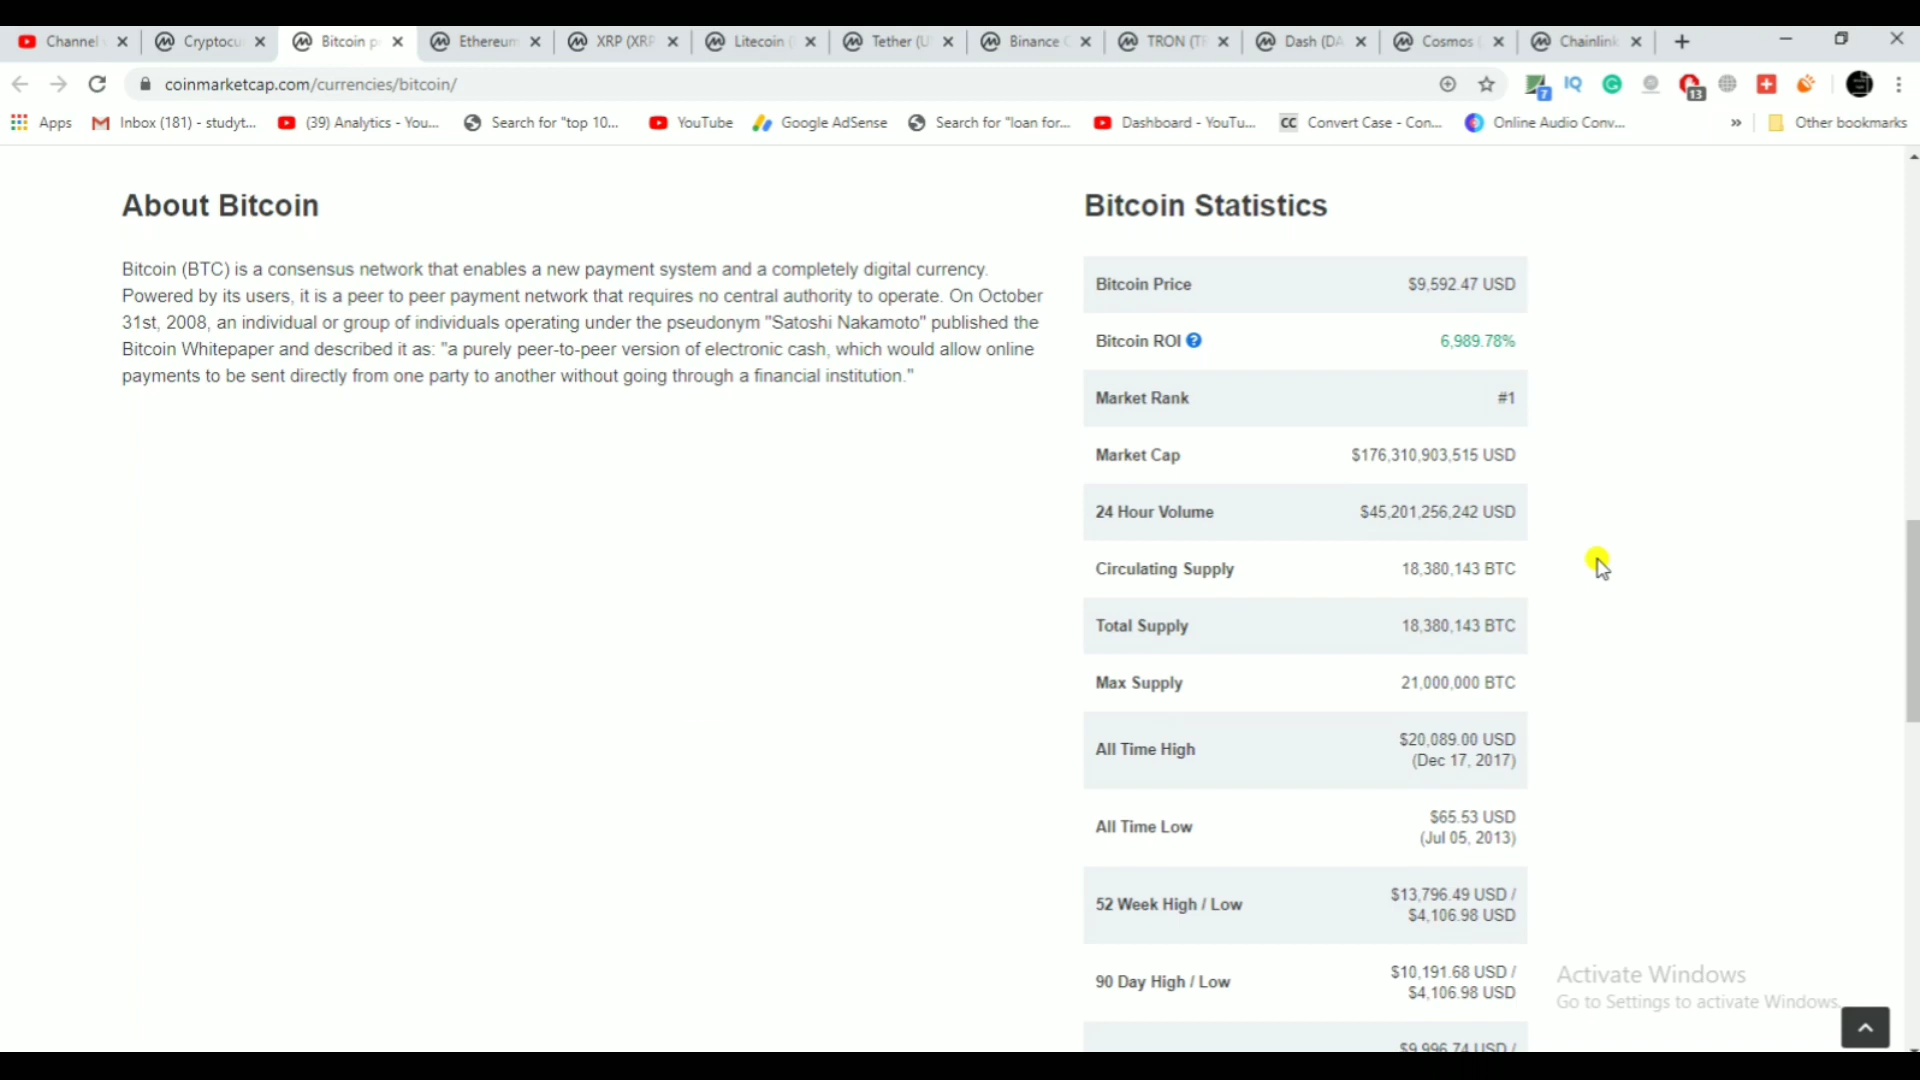 Channel
Cryptocu
Bitcoin p
Ethereum
XRP (XRP
Litecoin (
Tether (U
Binance C
TRON (TR
Dash (DA
Cosmos (
Chainlink
coinmarketcap.com/currencies/bitcoin/
7
IQ
13
Apps
Inbox (181) - studyt...
(39) Analytics - You...
Search for "top 10...
YouTube
Google AdSense
Search for "loan for...
Dashboard - YouTu...
CC
Convert Case - Con...
Online Audio Conv...
»
Other bookmarks
About Bitcoin
Bitcoin (BTC) is a consensus network that enables a new payment system and a completely digital currency.
Powered by its users, it is a peer to peer payment network that requires no central authority to operate. On October
31st, 2008, an individual or group of individuals operating under the pseudonym "Satoshi Nakamoto" published the
Bitcoin Whitepaper and described it as: "a purely peer-to-peer version of electronic cash, which would allow online
payments to be sent directly from one party to another without going through a financial institution."
Bitcoin Statistics
Bitcoin Price $9,592.47 USD
Bitcoin ROI ? 6,989.78%
Market Rank #1
Market Cap $176,310,903,515 USD
24 Hour Volume $45,201,256,242 USD
Circulating Supply 18,380,143 BTC
Total Supply 18,380,143 BTC
Max Supply 21,000,000 BTC
All Time High $20,089.00 USD
(Dec 17, 2017)
All Time Low $65.53 USD
(Jul 05, 2013)
52 Week High / Low $13,796.49 USD /
$4,106.98 USD
90 Day High / Low $10,191.68 USD /
$4,106.98 USD
$9,996.74 USD /
Activate Windows
Go to Settings to activate Windows.